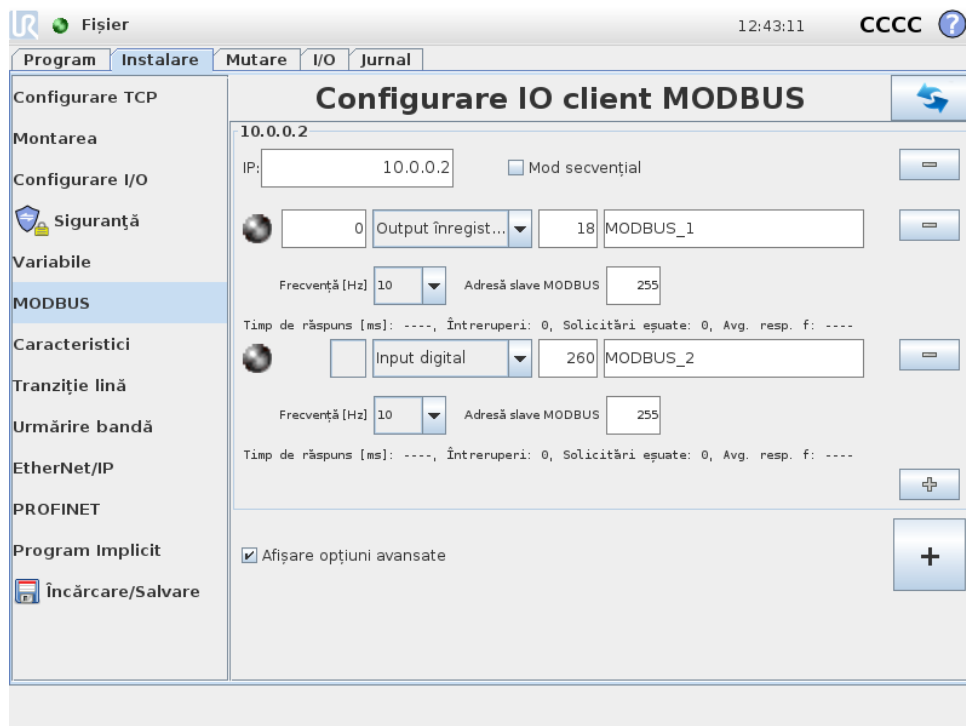 UR Fișier 12:43:11 CCCC ?
Program Instalare Mutare I/O Jurnal
Configurare TCP
Montarea
Configurare I/O
Siguranță
Variabile
MODBUS
Caracteristici
Tranziție lină
Urmărire bandă
EtherNet/IP
PROFINET
Program Implicit
Încărcare/Salvare
Configurare IO client MODBUS
10.0.0.2
IP: 10.0.0.2 Mod secvențial
0 Output înregist... 18 MODBUS_1
Frecvență [Hz] 10 Adresă slave MODBUS 255
Timp de răspuns [ms]: ----, Întreruperi: 0, Solicitări eșuate: 0, Avg. resp. f: ----
Input digital 260 MODBUS_2
Frecvență [Hz] 10 Adresă slave MODBUS 255
Timp de răspuns [ms]: ----, Întreruperi: 0, Solicitări eșuate: 0, Avg. resp. f: ----
Afișare opțiuni avansate